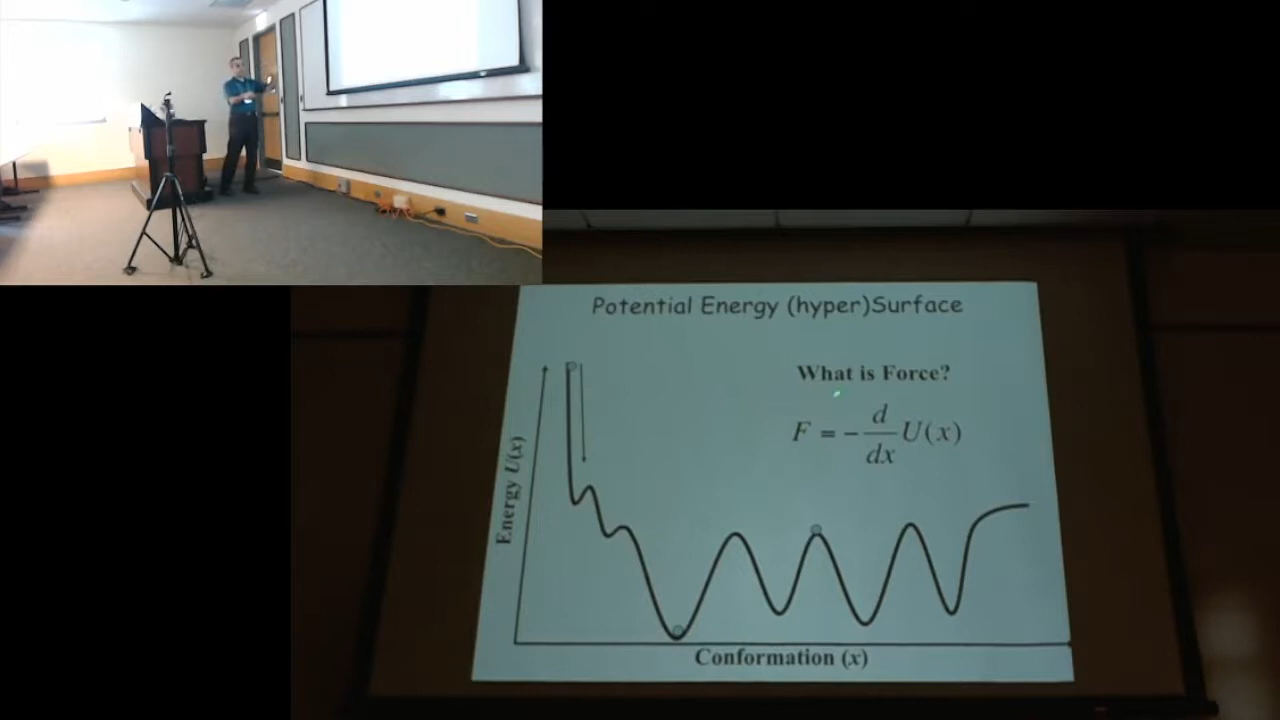 Potential Energy (hyper)Surface
What is Force?
F = - d/dx U(x)
Energy U(x)
Conformation (x)